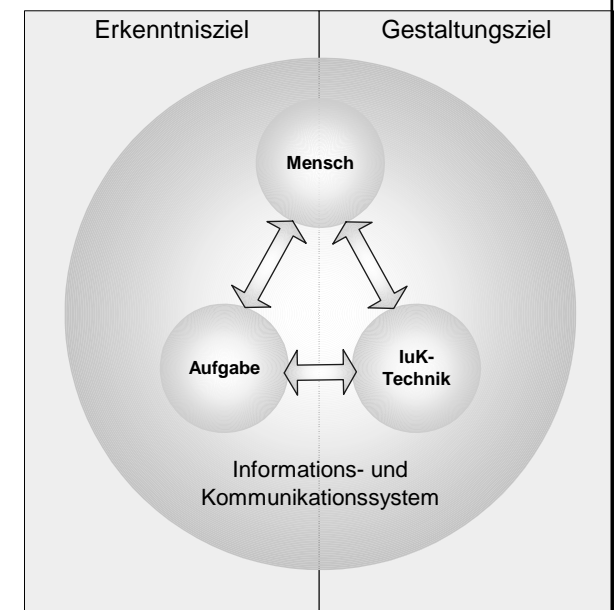 Erkenntnisziel
Gestaltungsziel
Mensch
Aufgabe
IuK-
Technik
Informations- und
Kommunikationssystem